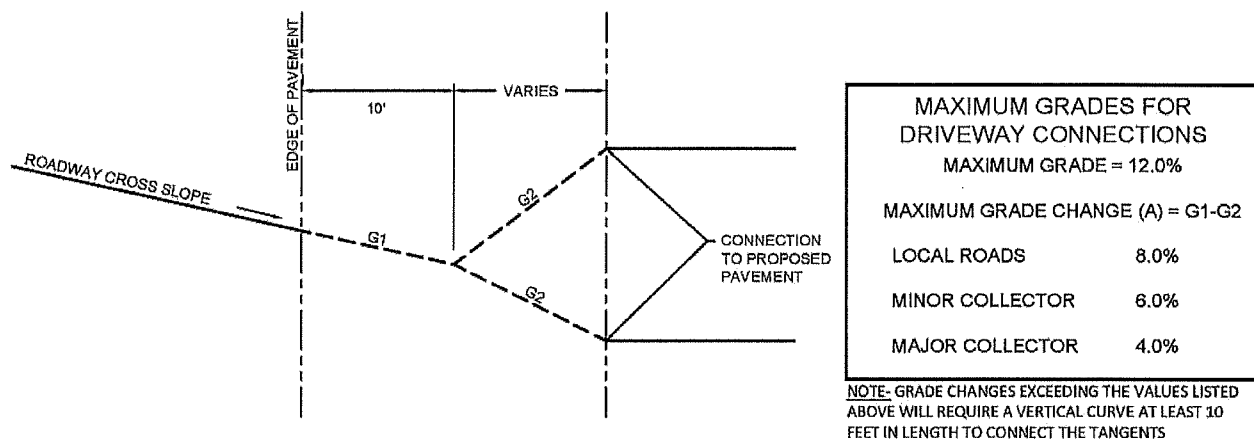 EDGE OF PAVEMENT
10'
VARIES
ROADWAY CROSS SLOPE
G1
G2
G2
CONNECTION
TO PROPOSED
PAVEMENT
MAXIMUM GRADES FOR
DRIVEWAY CONNECTIONS
MAXIMUM GRADE = 12.0%
MAXIMUM GRADE CHANGE (A) = G1-G2
LOCAL ROADS 8.0%
MINOR COLLECTOR 6.0%
MAJOR COLLECTOR 4.0%
NOTE- GRADE CHANGES EXCEEDING THE VALUES LISTED
ABOVE WILL REQUIRE A VERTICAL CURVE AT LEAST 10
FEET IN LENGTH TO CONNECT THE TANGENTS